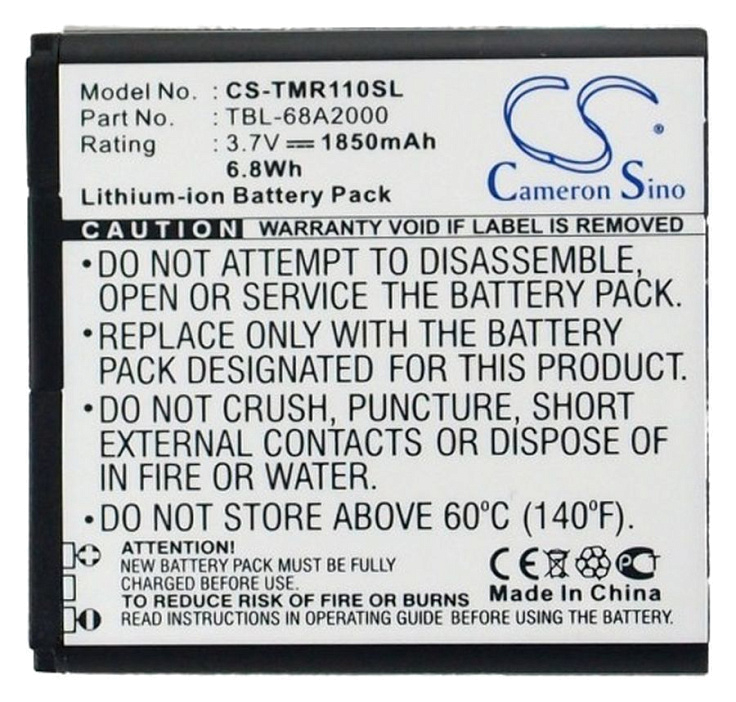 Model No. : CS-TMR110SL
Part No. : TBL-68A2000
Rating : 3.7V ⎓ 1850mAh
6.8Wh
Lithium-ion Battery Pack
CS
®
Cameron Sino
CAUTION WARRANTY VOID IF LABEL IS REMOVED
•DO NOT ATTEMPT TO DISASSEMBLE,
OPEN OR SERVICE THE BATTERY PACK.
•REPLACE ONLY WITH THE BATTERY
PACK DESIGNATED FOR THIS PRODUCT.
•DO NOT CRUSH, PUNCTURE, SHORT
EXTERNAL CONTACTS OR DISPOSE OF
IN FIRE OR WATER.
•DO NOT STORE ABOVE 60°C (140°F).
ATTENTION!
NEW BATTERY PACK MUST BE FULLY
CHARGED BEFORE USE.
TO REDUCE RISK OF FIRE OR BURNS
READ INSTRUCTIONS IN OPERATING GUIDE BEFORE USING THE BATTERY.
CE PCT
Made In China